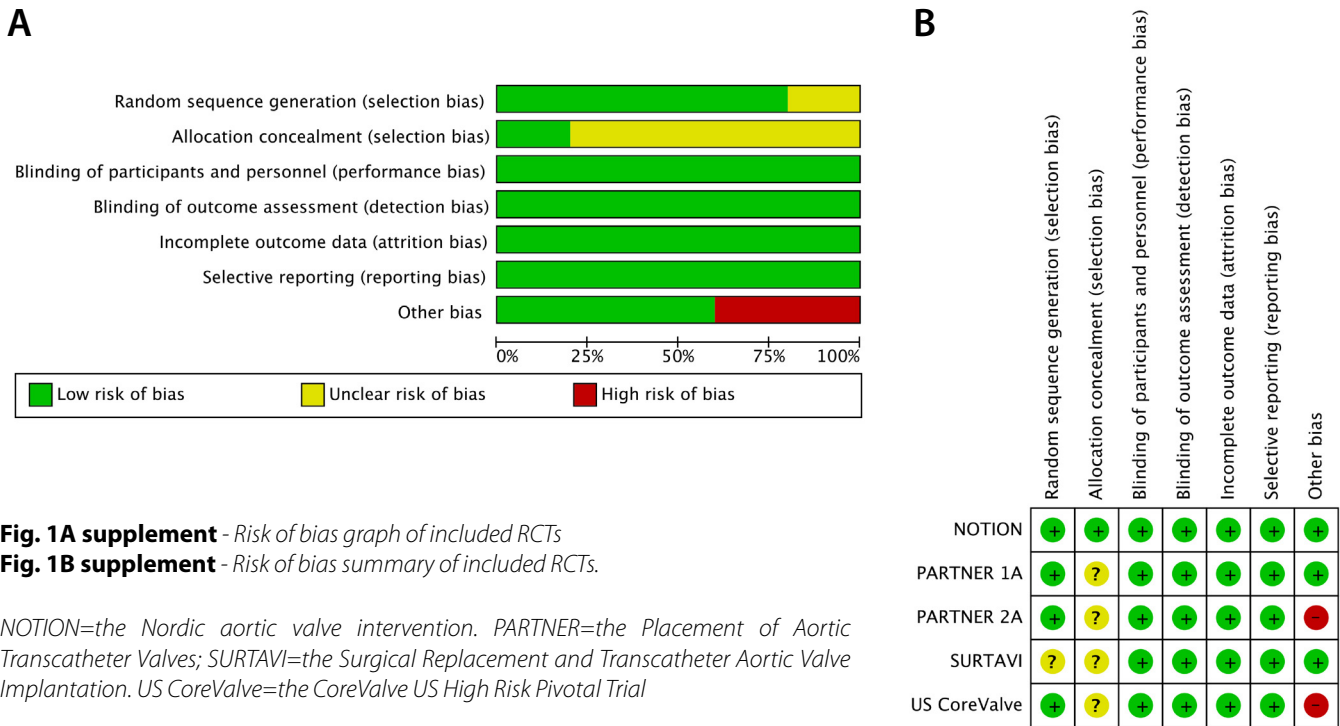 A
Random sequence generation (selection bias)
Allocation concealment (selection bias)
Blinding of participants and personnel (performance bias)
Blinding of outcome assessment (detection bias)
Incomplete outcome data (attrition bias)
Selective reporting (reporting bias)
Other bias
0% 25% 50% 75% 100%
Low risk of bias Unclear risk of bias High risk of bias
Fig. 1A supplement - Risk of bias graph of included RCTs
Fig. 1B supplement - Risk of bias summary of included RCTs.
NOTION=the Nordic aortic valve intervention. PARTNER=the Placement of Aortic
Transcatheter Valves; SURTAVI=the Surgical Replacement and Transcatheter Aortic Valve
Implantation. US CoreValve=the CoreValve US High Risk Pivotal Trial
B
Random sequence generation (selection bias)
Allocation concealment (selection bias)
Blinding of participants and personnel (performance bias)
Blinding of outcome assessment (detection bias)
Incomplete outcome data (attrition bias)
Selective reporting (reporting bias)
Other bias
NOTION + + + + + + +
PARTNER 1A + ? + + + + +
PARTNER 2A + ? + + + + -
SURTAVI ? ? + + + + +
US CoreValve + ? + + + + -